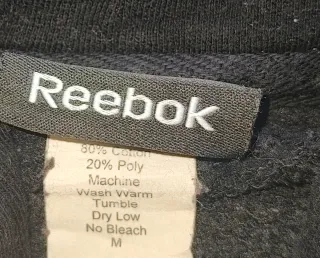 Reebok
80% Cotton
20% Poly
Machine
Wash Warm
Tumble
Dry Low
No Bleach
M